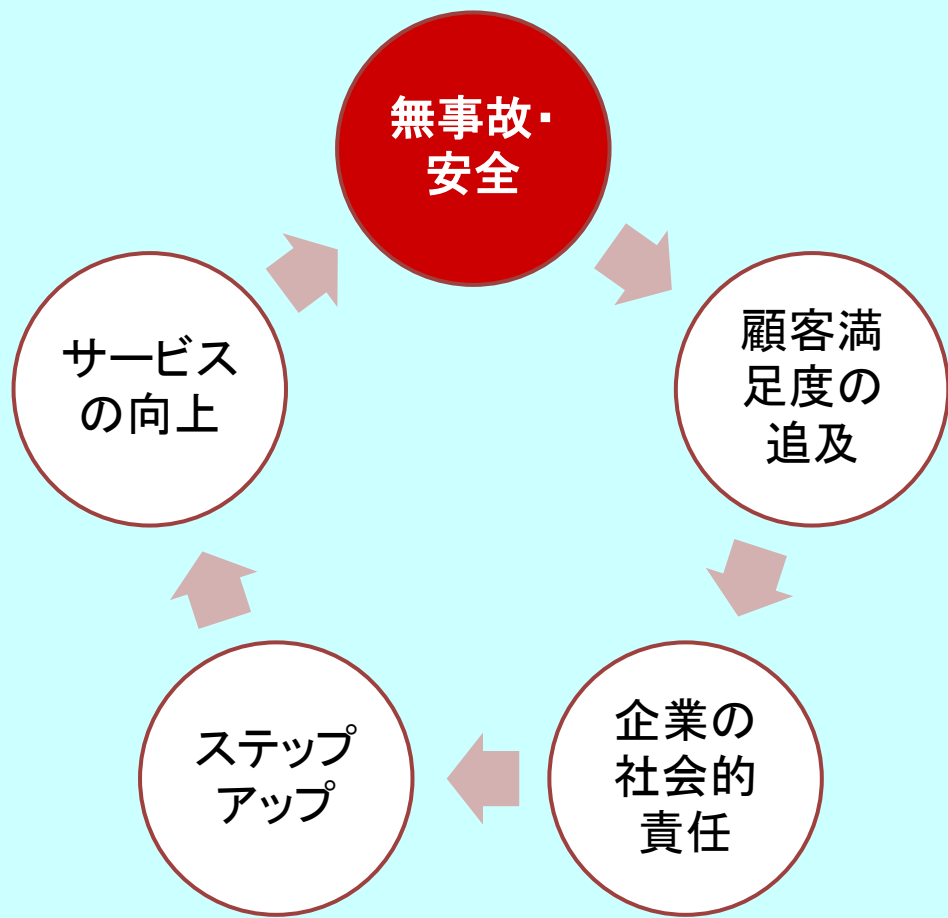 無事故・
安全
顧客満
足度の
追及
企業の
社会的
責任
ステップ
アップ
サービス
の向上